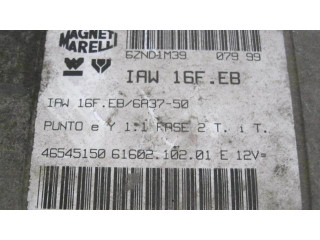 MAGNETI
MARELLI
6ZND1M39 079 99
IAW 16F.EB
IAW 16F.EB/6A37-50
PUNTO e Y 1.1 FASE 2 T. i T.
46545150 61602.102.01 E 12V=